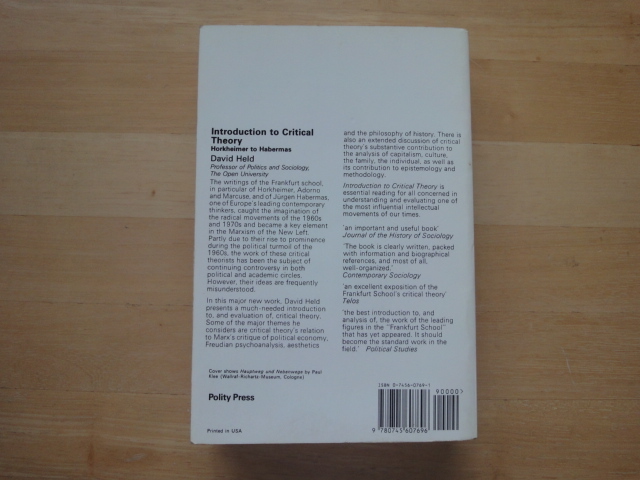 Introduction to Critical
Theory
Horkheimer to Habermas
David Held
Professor of Politics and Sociology,
The Open University
The writings of the Frankfurt school,
in particular of Horkheimer, Adorno
and Marcuse, and of Jürgen Habermas,
one of Europe's leading contemporary
thinkers, caught the imagination of
the radical movements of the 1960s
and 1970s and became a key element
in the Marxism of the New Left.
Partly due to their rise to prominence
during the political turmoil of the
1960s, the work of these critical
theorists has been the subject of
continuing controversy in both
political and academic circles.
However, their ideas are frequently
misunderstood.
In this major new work, David Held
presents a much-needed introduction
to, and evaluation of, critical theory.
Some of the major themes he
considers are critical theory's relation
to Marx's critique of political economy,
Freudian psychoanalysis, aesthetics
Cover shows Hauptweg und Nebenwege by Paul
Klee (Wallraf-Richartz-Museum, Cologne)
Polity Press
Printed in USA
and the philosophy of history. There is
also an extended discussion of critical
theory's substantive contribution to
the analysis of capitalism, culture,
the family, the individual, as well as
its contribution to epistemology and
methodology.
Introduction to Critical Theory is
essential reading for all concerned in
understanding and evaluating one of
the most influential intellectual
movements of our times.
'an important and useful book'
Journal of the History of Sociology
'The book is clearly written, packed
with information and biographical
references, and most of all,
well-organized.'
Contemporary Sociology
'an excellent exposition of the
Frankfurt School's critical theory'
Telos
'the best introduction to, and
analysis of, the work of the leading
figures in the "Frankfurt School"
that has yet appeared. It should
become the standard work in the
field.' Political Studies
ISBN 0-7456-0769-1
90000>
9 780745 607696